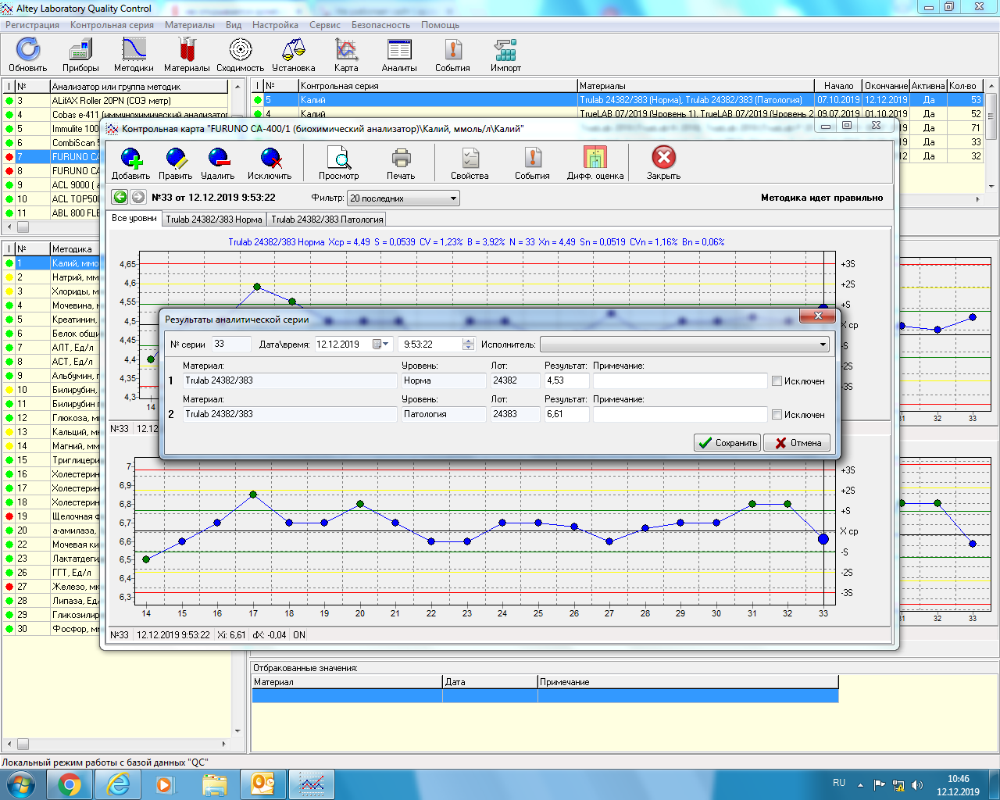 Altey Laboratory Quality Control
Регистрация Контрольная серия Материалы Вид Настройка Сервис Безопасность Помощь
Обновить Приборы Методики Материалы Сходимость Установка Карта Аналиты События Импорт
! № Анализатор или группа методик
3 ALifAX Roller 20PN (СОЭ метр)
4 Cobas e-411 (иммунохимический анализатор
5 Immulite 100
6 CombiScan 5
7 FURUNO CA
8 FURUNO CA
9 ACL 9000 ( а
10 ACL TOP500
11 ABL 800 FLE
! № Контрольная серия Материалы Начало Окончание Активна Кол-во
5 Калий Trulab 24382/383 (Норма), Trulab 24382/383 (Патология) 07.10.2019 12.12.2019 Да 53
4 Калий TrueLAB 07/2019 (Уровень 1), TrueLAB 07/2019 (Уровень 2 09.07.2019 01.10.2019 Да 52
Да 71
Да 33
12 Да 32
! № Методика
1 Калий, ммо
2 Натрий, мм
3 Хлориды, м
4 Мочевина, м
5 Креатинин,
6 Белок общи
7 АЛТ, Ед/л
8 АСТ, Ед/л
9 Альбумин, г
10 Билирубин,
11 Билирубин п
12 Глюкоза, мм
13 Кальций, мм
14 Магний, ммо
15 Триглицери
16 Холестерин
17 Холестерин
18 Холестерин
19 Щелочная ф
20 а-амилаза,
22 Мочевая ки
23 Лактатдеги
26 ГГТ, Ед/л
27 Железо, мк
28 Липаза, Ед/
29 Гликозилир
30 Фосфор, мм
Контрольная карта "FURUNO CA-400/1 (биохимический анализатор)\Калий, ммоль/л\Калий"
Добавить Править Удалить Исключить Просмотр Печать Свойства События Дифф. оценка Закрыть
№33 от 12.12.2019 9:53:22 Фильтр: 20 последних Методика идет правильно
Все уровни Trulab 24382/383 Норма Trulab 24382/383 Патология
Trulab 24382/383 Норма Xср = 4,49 S = 0,0539 CV = 1,23% B = 3,92% N = 33 Xn = 4,49 Sn = 0,0519 CVn = 1,16% Bn = 0,06%
4,65 +3S
4,6 +2S
4,55 +S
4,5 X ср
4,45 -S
4,4 -2S
4,35 -3S
4,3
14
№33 12.12
Результаты аналитической серии
№ серии 33 Дата\время: 12.12.2019 9:53:22 Исполнитель:
Материал: Уровень: Лот: Результат: Примечание:
1 Trulab 24382/383 Норма 24382 4,53 Исключен
Материал: Уровень: Лот: Результат: Примечание:
2 Trulab 24382/383 Патология 24383 6,61 Исключен
Сохранить Отмена
7 +3S
6,9 +2S
6,8 +S
6,7 X ср
6,6 -S
6,5 -2S
6,4 -3S
6,3
14 15 16 17 18 19 20 21 22 23 24 25 26 27 28 29 30 31 32 33
№33 12.12.2019 9:53:22 Xi: 6,61 dX: -0,04 ON
31 32 33
31 32 33
Отбракованные значения:
Материал Дата Примечание
Локальный режим работы с базой данных "QC"
RU 10:46
12.12.2019